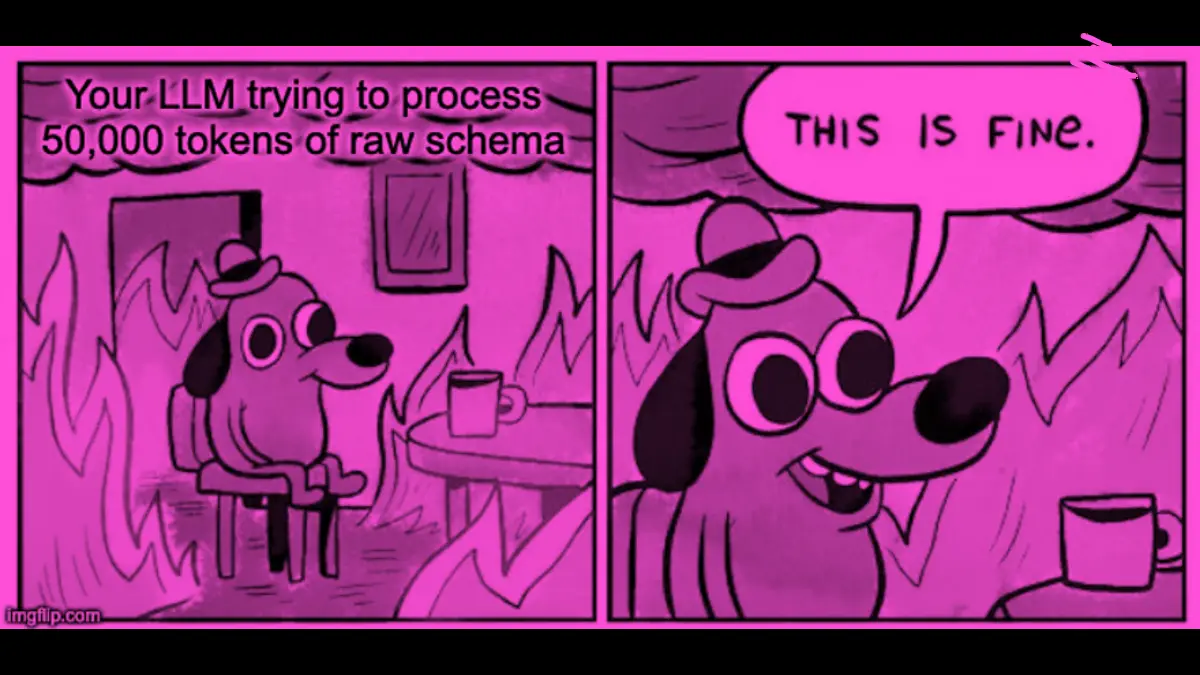 Your LLM trying to process
50,000 tokens of raw schema
THIS IS FINE.
imgflip.com